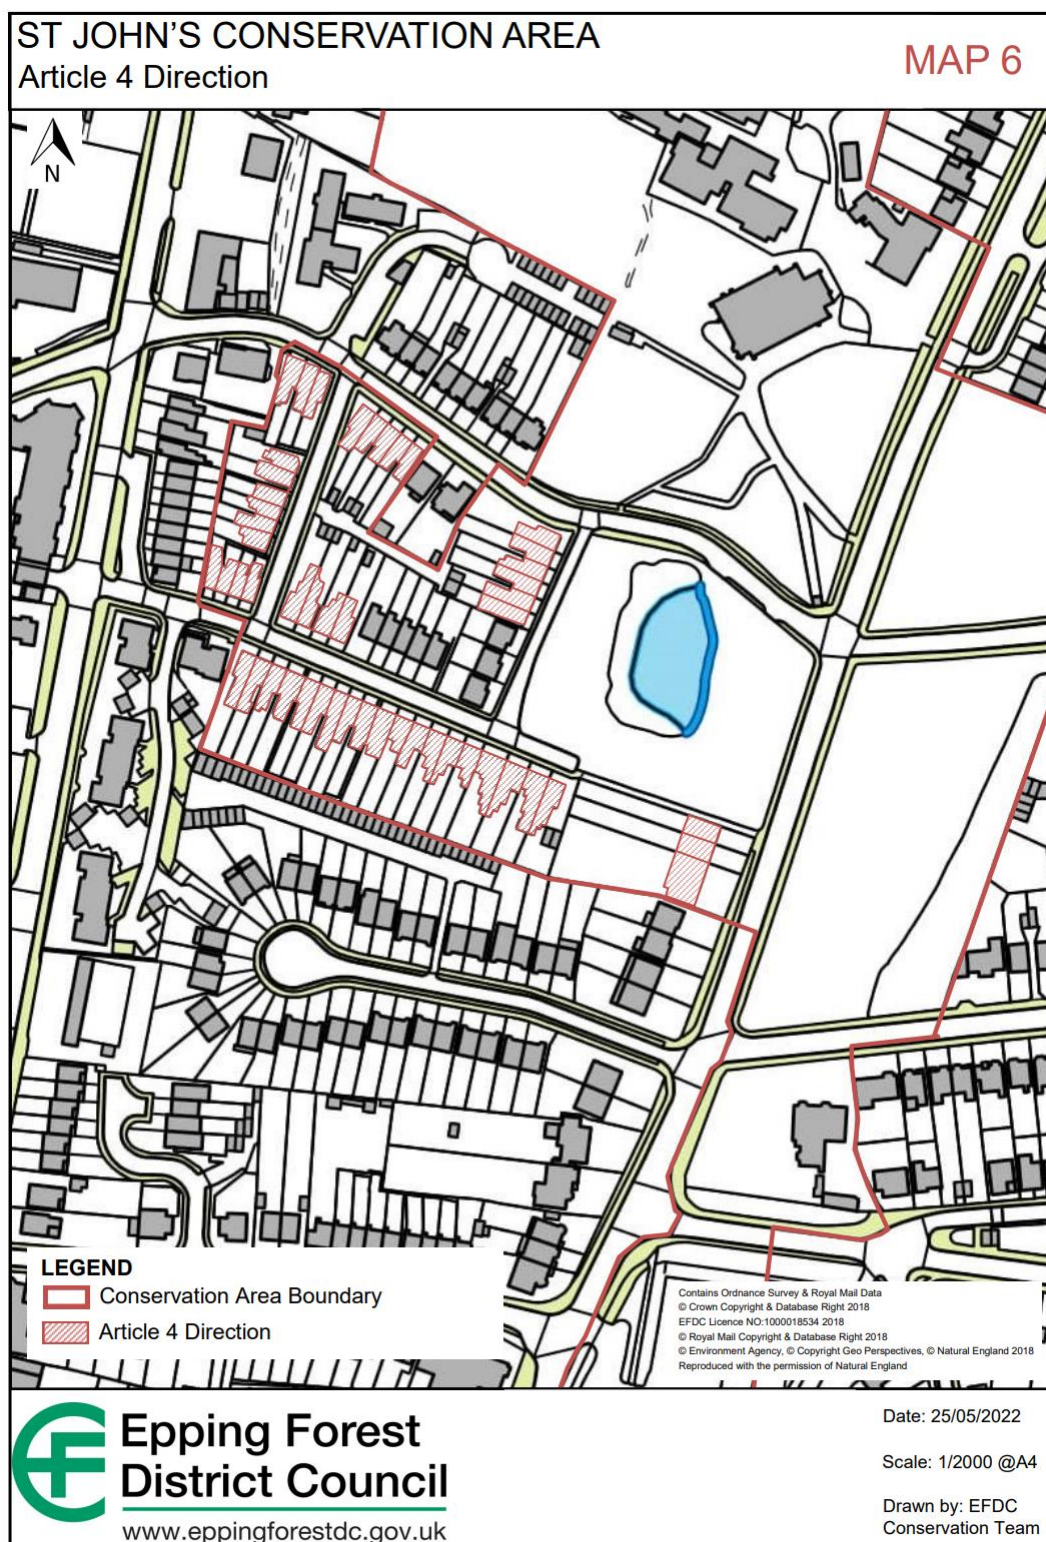 ST JOHN'S CONSERVATION AREA
Article 4 Direction
MAP 6
N
LEGEND
Conservation Area Boundary
Article 4 Direction
Contains Ordnance Survey & Royal Mail Data
© Crown Copyright & Database Right 2018
EFDC Licence NO:1000018534 2018
© Royal Mail Copyright & Database Right 2018
© Environment Agency, © Copyright Geo Perspectives, © Natural England 2018
Reproduced with the permission of Natural England
Epping Forest
District Council
www.eppingforestdc.gov.uk
Date: 25/05/2022
Scale: 1/2000 @A4
Drawn by: EFDC
Conservation Team